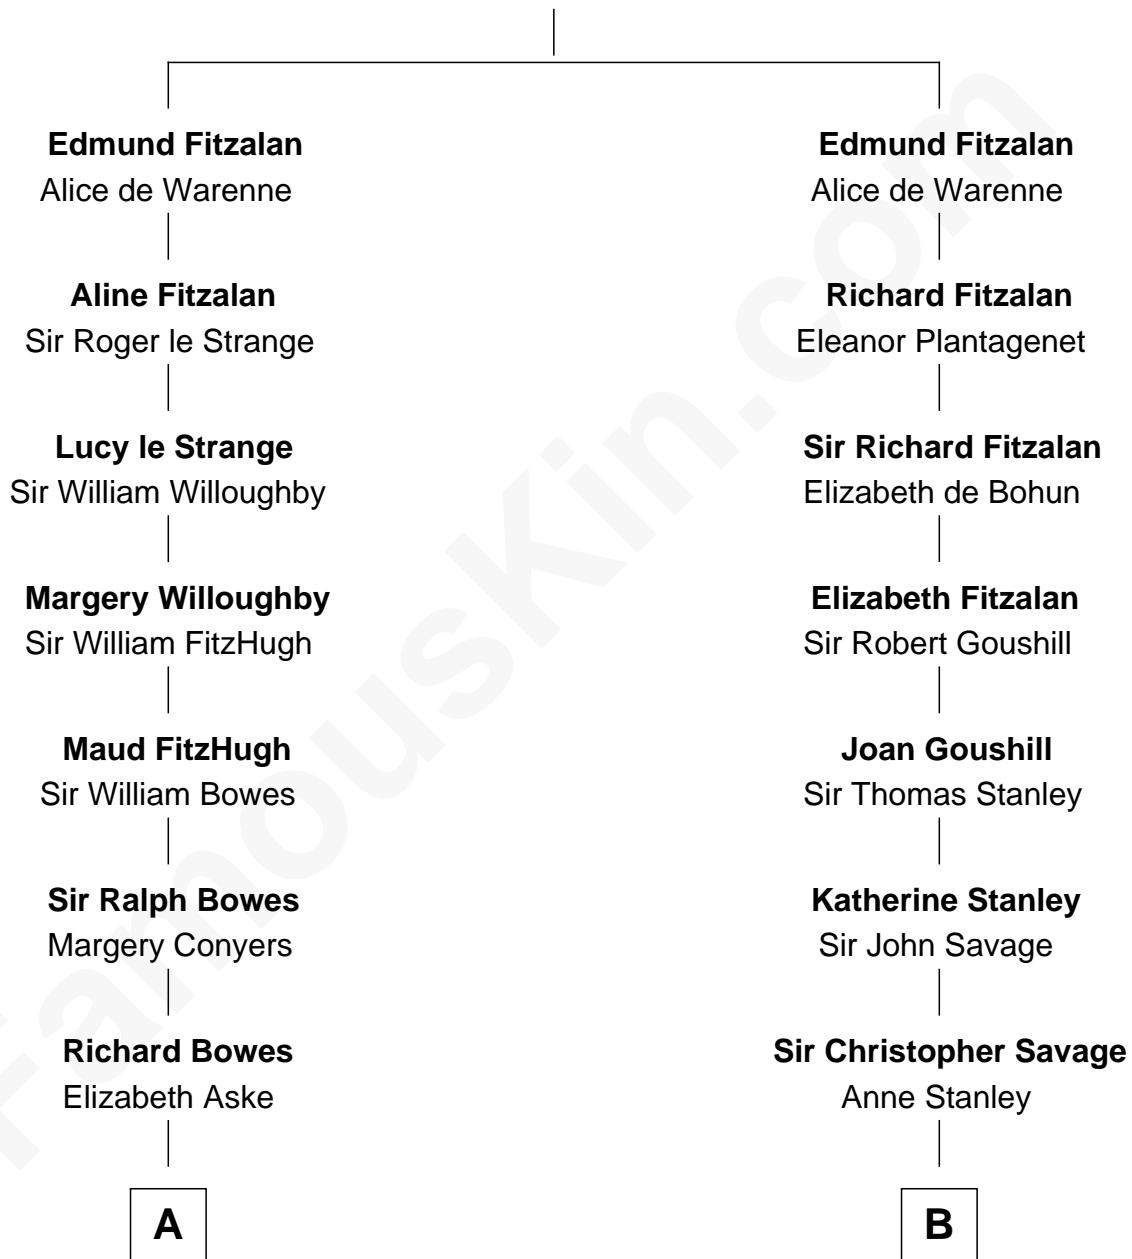 Edmund Fitzalan
Alice de Warenne
Aline Fitzalan
Sir Roger le Strange
Lucy le Strange
Sir William Willoughby
Margery Willoughby
Sir William FitzHugh
Maud FitzHugh
Sir William Bowes
Sir Ralph Bowes
Margery Conyers
Richard Bowes
Elizabeth Aske
A
Edmund Fitzalan
Alice de Warenne
Richard Fitzalan
Eleanor Plantagenet
Sir Richard Fitzalan
Elizabeth de Bohun
Elizabeth Fitzalan
Sir Robert Goushill
Joan Goushill
Sir Thomas Stanley
Katherine Stanley
Sir John Savage
Sir Christopher Savage
Anne Stanley
B
FamousKin.com